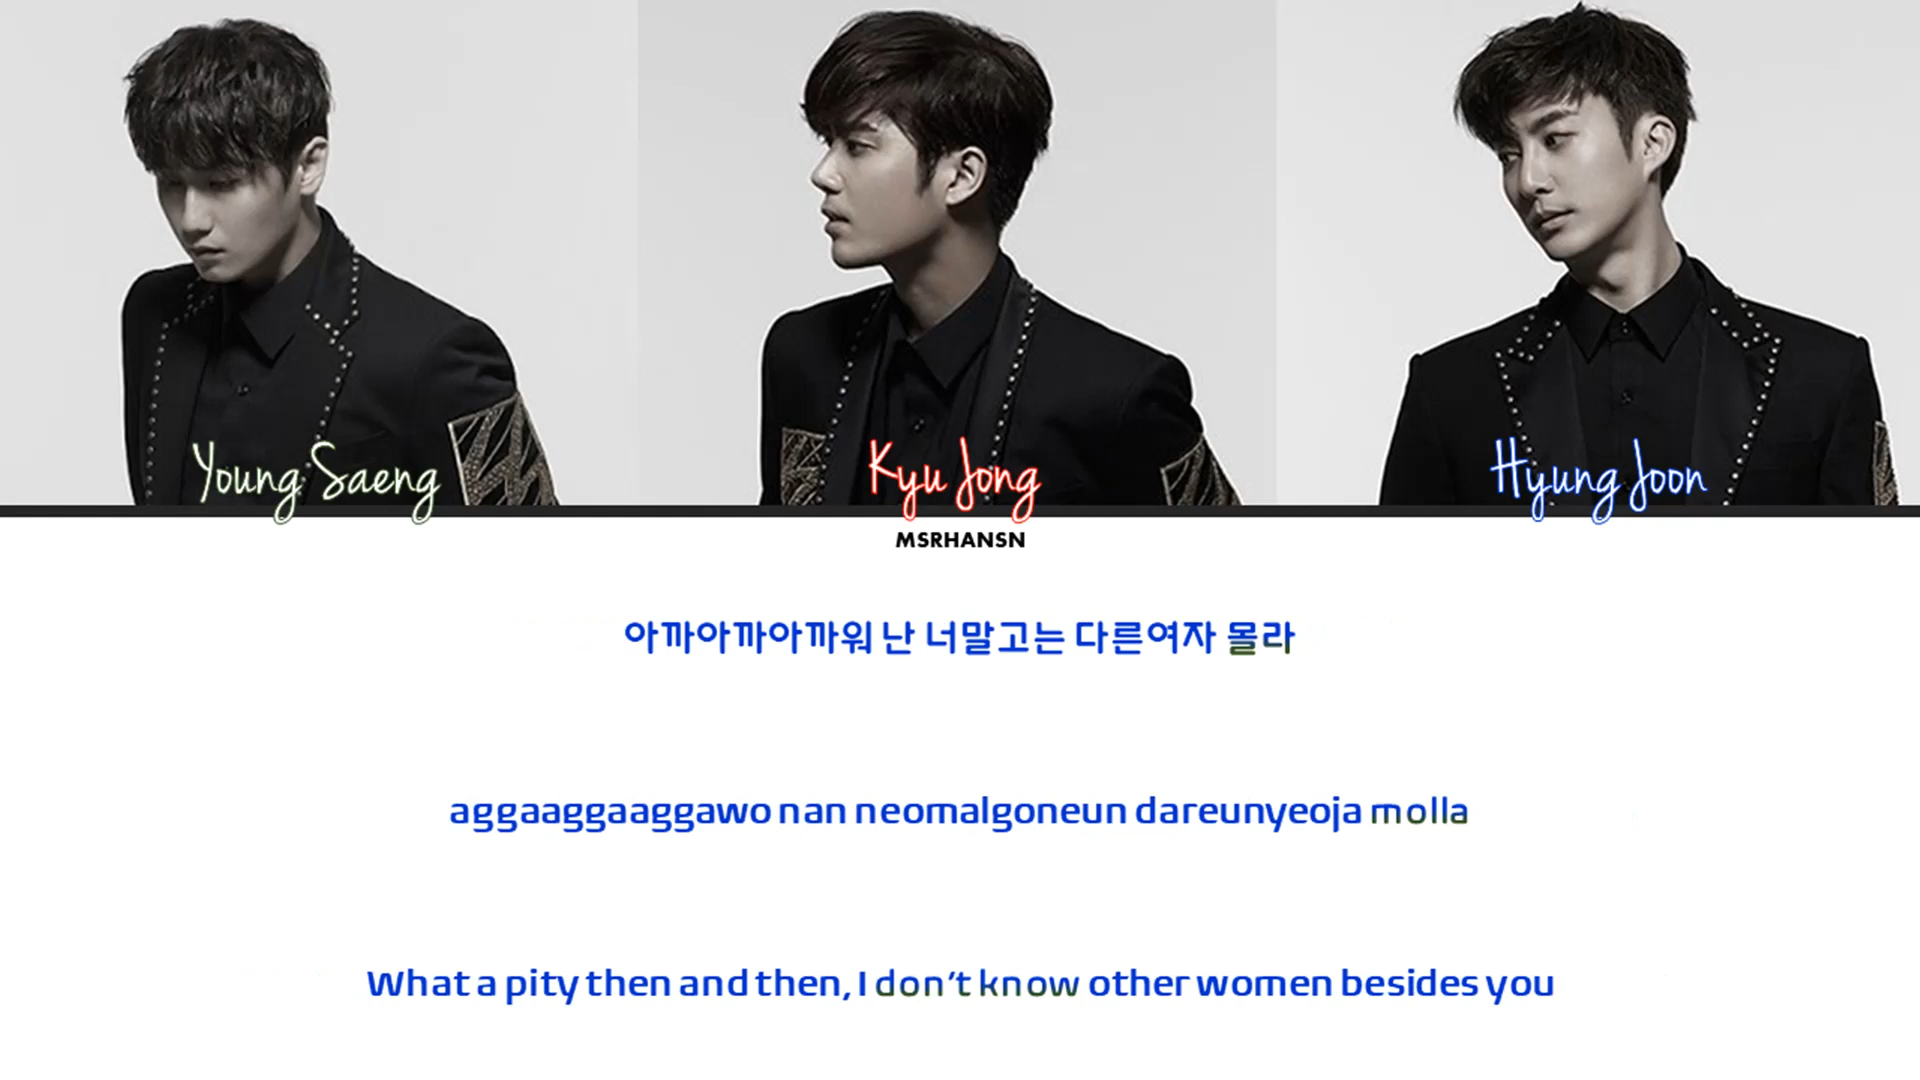 Young Saeng Kyu Jong Hyung Joon
MSRHANSN
아까아까아까워 난 너말고는 다른여자 몰라
aggaaggaaggawo nan neomalgoneun dareunyeoja molla
What a pity then and then, I don't know other women besides you